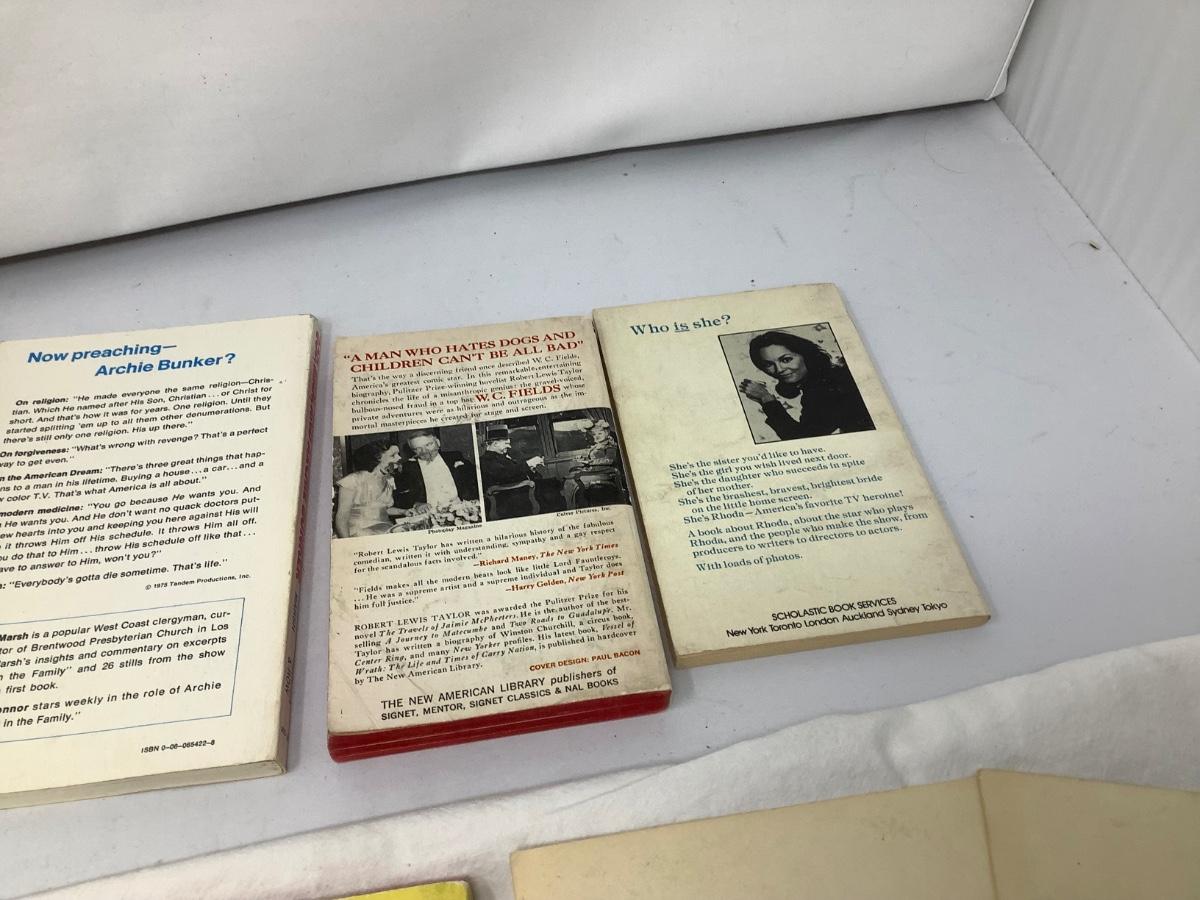 Now preaching—
Archie Bunker?
On religion: "He made everyone the same religion—Chris-
tian. Which He named after His Son, Christian . . . or Christ for
short. And that's how it was for years. One religion. Until they
started splitting 'em up to all them other denumerations. But
there's still only one religion. His up there."
On forgiveness: "What's wrong with revenge? That's a perfect
way to get even."
the American Dream: "There's three great things that hap-
to a man in his lifetime. Buying a house . . . a car . . . and a
color T.V. That's what America is all about."
modern medicine: "You go because He wants you. And
He wants you. And He don't want no quack doctors put-
hearts into you and keeping you here against His will
it throws Him off His schedule. It throws Him all off.
do that to Him . . . throw His schedule off like that . . .
to answer to Him, won't you?"
"Everybody's gotta die sometime. That's life."
© 1975 Tandem Productions, Inc.
Marsh is a popular West Coast clergyman, cur-
of Brentwood Presbyterian Church in Los
insights and commentary on excerpts
the Family" and 26 stills from the show
first book.
stars weekly in the role of Archie
in the Family."
ISBN 0-06-065422-8
"A MAN WHO HATES DOGS AND
CHILDREN CAN'T BE ALL BAD"
That's the way a discerning friend once described W. C. Fields,
America's greatest comic star. In this remarkable, entertaining
biography, Pulitzer Prize-winning novelist Robert Lewis Taylor
chronicles the life of a misanthropic genius: the gravel-voiced,
bulbous-nosed fraud in a top hat, W. C. FIELDS whose
private adventures were as hilarious and outrageous as the im-
mortal masterpieces he created for stage and screen.
Photoplay Magazine
Culver Pictures, Inc.
"Robert Lewis Taylor has written a hilarious history of the fabulous
comedian, written it with understanding, sympathy and a gay respect
for the scandalous facts involved."
—Richard Maney, The New York Times
"Fields makes all the modern beats look like little Lord Fauntleroys.
. . . He was a supreme artist and a supreme individual and Taylor does
him full justice."
—Harry Golden, New York Post
ROBERT LEWIS TAYLOR was awarded the Pulitzer Prize for his
novel The Travels of Jaimie McPheeters. He is the author of the best-
selling A Journey to Matecumbe and Two Roads to Guadalupé. Mr.
Taylor has written a biography of Winston Churchill, a circus book,
Center Ring, and many New Yorker profiles. His latest book, Vessel of
Wrath: The Life and Times of Carry Nation, is published in hardcover
by The New American Library.
COVER DESIGN: PAUL BACON
THE NEW AMERICAN LIBRARY publishers of
SIGNET, MENTOR, SIGNET CLASSICS & NAL BOOKS
Who is she?
She's the sister you'd like to have.
She's the girl you wish lived next door.
She's the daughter who succeeds in spite
of her mother.
She's the brashest, bravest, brightest bride
on the little home screen.
She's Rhoda—America's favorite TV heroine!
A book about Rhoda, about the star who plays
Rhoda, and the people who make the show, from
producers to writers to directors to actors.
With loads of photos.
SCHOLASTIC BOOK SERVICES
New York Toronto London Auckland Sydney Tokyo